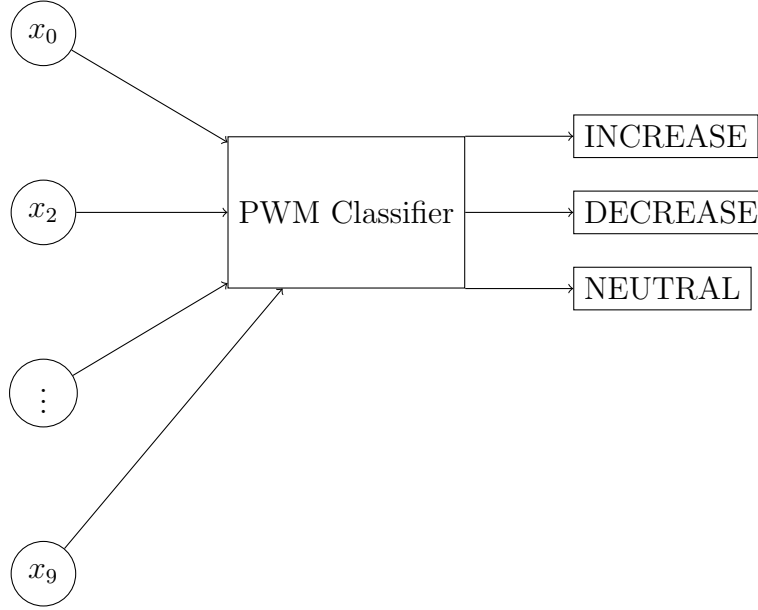 x₀
x₂
⋮
x₉
PWM Classifier
INCREASE
DECREASE
NEUTRAL